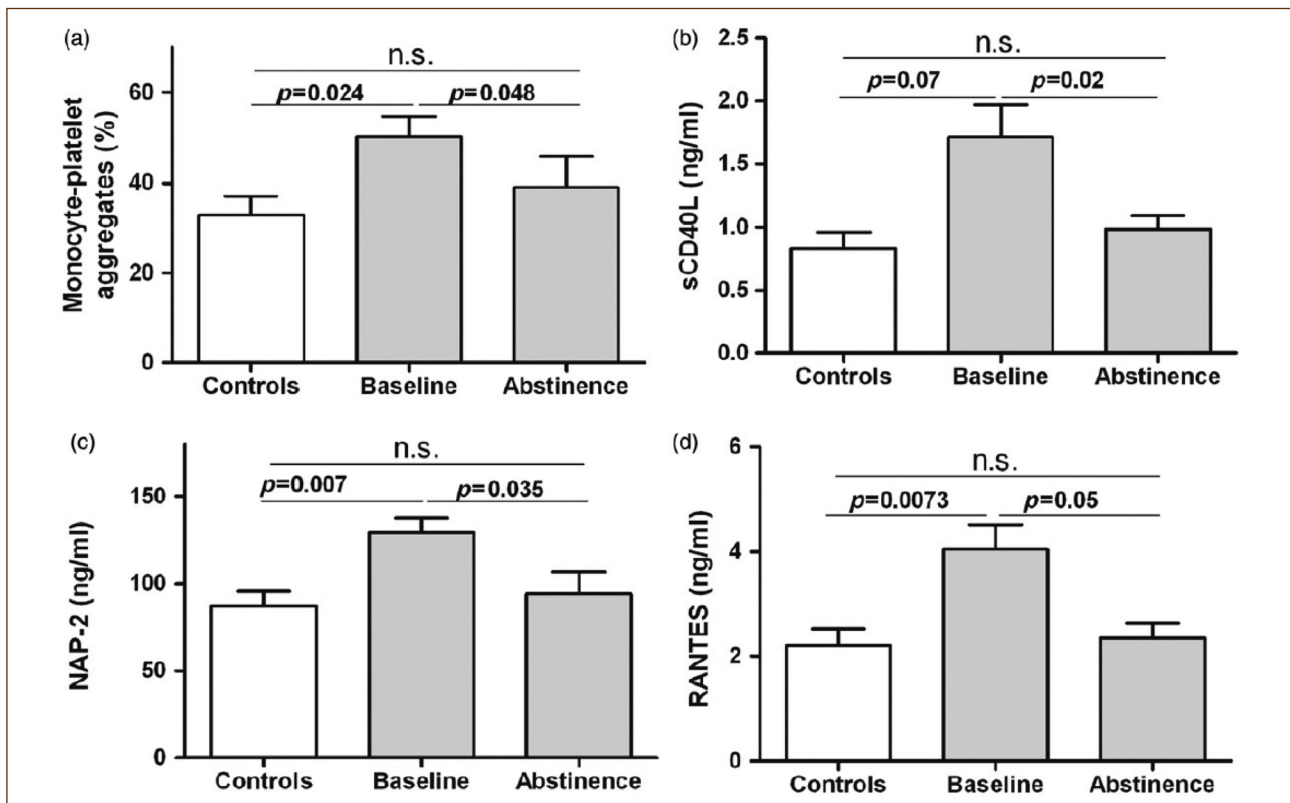 (a)
n.s.
p=0.024 p=0.048
Monocyte-platelet
aggregates (%)
60
40
20
0
Controls Baseline Abstinence
(b)
n.s.
p=0.07 p=0.02
sCD40L (ng/ml)
2.5
2.0
1.5
1.0
0.5
0.0
Controls Baseline Abstinence
(c)
n.s.
p=0.007 p=0.035
NAP-2 (ng/ml)
150
100
50
0
Controls Baseline Abstinence
(d)
n.s.
p=0.0073 p=0.05
RANTES (ng/ml)
6
4
2
0
Controls Baseline Abstinence